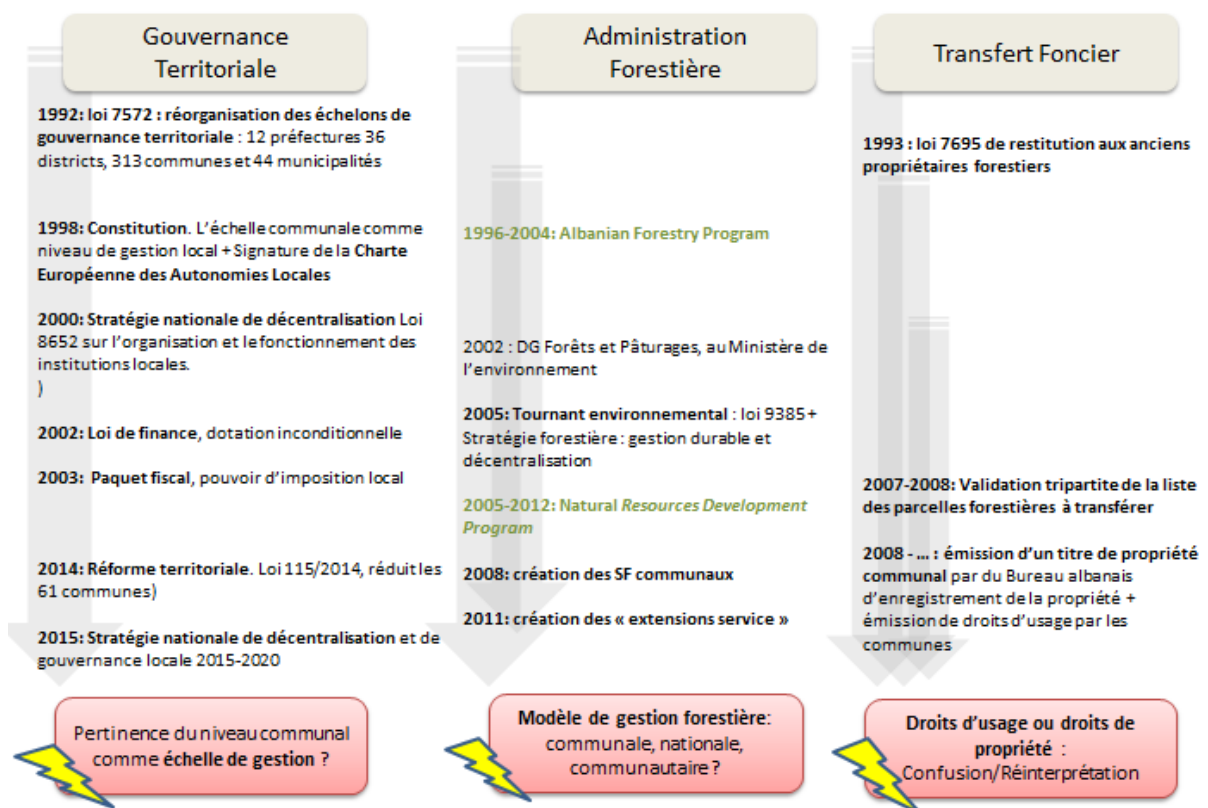 Gouvernance
Territoriale
1992: loi 7572 : réorganisation des échelons de
gouvernance territoriale : 12 préfectures 36
districts, 313 communes et 44 municipalités
1998: Constitution. L'échelle communale comme
niveau de gestion local + Signature de la Charte
Européenne des Autonomies Locales
2000: Stratégie nationale de décentralisation Loi
8652 sur l'organisation et le fonctionnement des
institutions locales.
)
2002: Loi de finance, dotation inconditionnelle
2003: Paquet fiscal, pouvoir d'imposition local
2014: Réforme territoriale. Loi 115/2014, réduit les
61 communes)
2015: Stratégie nationale de décentralisation et de
gouvernance locale 2015-2020
Pertinence du niveau communal
comme échelle de gestion ?
Administration
Forestière
1996-2004: Albanian Forestry Program
2002 : DG Forêts et Pâturages, au Ministère de
l'environnement
2005: Tournant environnemental : loi 9385 +
Stratégie forestière : gestion durable et
décentralisation
2005-2012: Natural Resources Development
Program
2008: création des SF communaux
2011: création des « extensions service »
Modèle de gestion forestière:
communale, nationale,
communautaire ?
Transfert Foncier
1993 : loi 7695 de restitution aux anciens
propriétaires forestiers
2007-2008: Validation tripartite de la liste
des parcelles forestières à transférer
2008 - ... : émission d'un titre de propriété
communal par du Bureau albanais
d'enregistrement de la propriété +
émission de droits d'usage par les
communes
Droits d'usage ou droits de
propriété :
Confusion/Réinterprétation